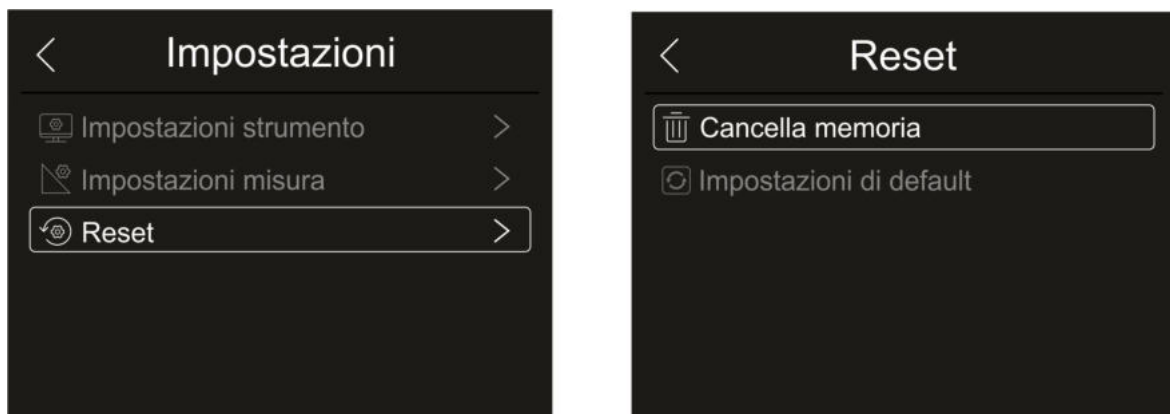 Impostazioni
Impostazioni strumento
Impostazioni misura
Reset
Reset
Cancella memoria
Impostazioni di default